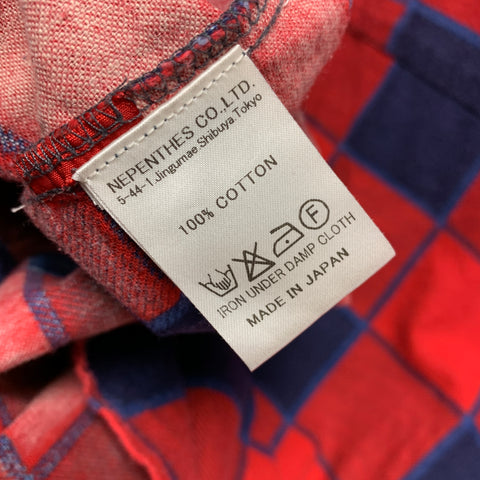 NEPENTHES CO.,LTD.
5-44-1.Jingumae.Shibuya.Tokyo
100% COTTON
F
IRON UNDER DAMP CLOTH
MADE IN JAPAN